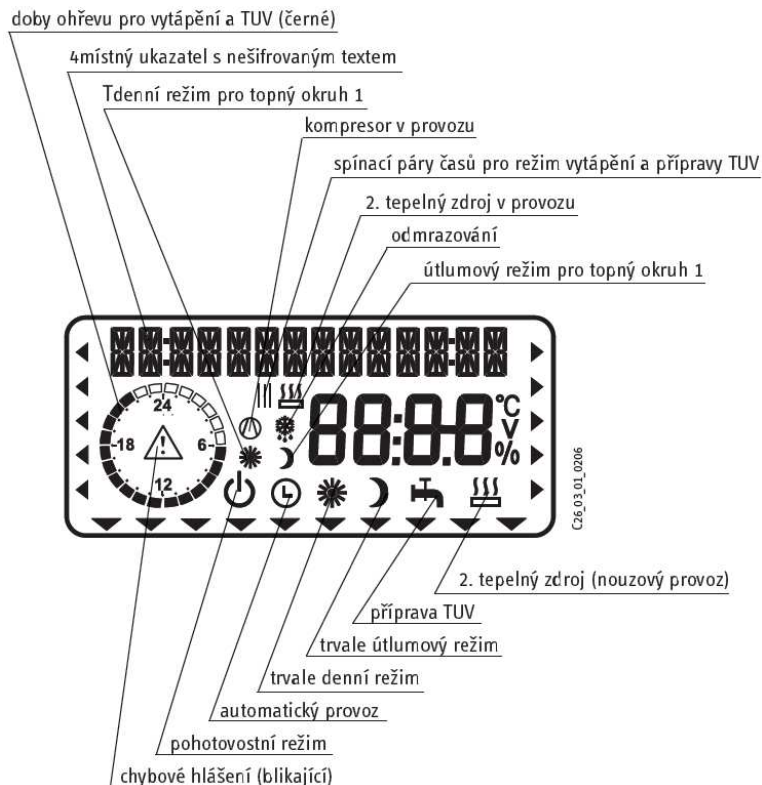 doby ohřevu pro vytápění a TUV (černé)
4místný ukazatel s nešifrovaným textem
Tdenní režim pro topný okruh 1
kompresor v provozu
spínací páry časů pro režim vytápění a přípravy TUV
2. tepelný zdroj v provozu
odmrazování
útlumový režim pro topný okruh 1
24
18
6
12
!
88:8.8
°C
V
%
C26_03_01_0206
2. tepelný zdroj (nouzový provoz)
příprava TUV
trvale útlumový režim
trvale denní režim
automatický provoz
pohotovostní režim
chybové hlášení (blikající)